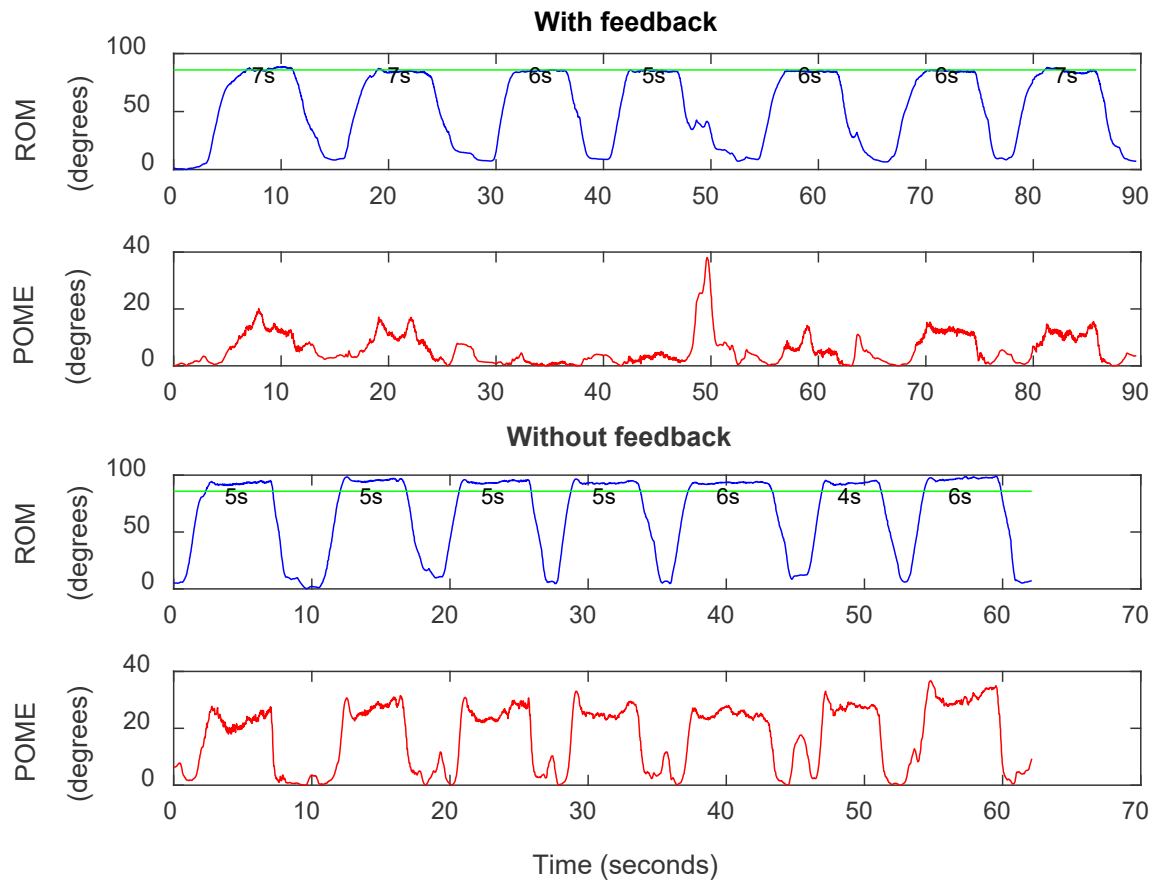 With feedback
100
50
0
ROM
(degrees)
7s 7s 6s 5s 6s 6s 7s
0 10 20 30 40 50 60 70 80 90
40
20
0
POME
(degrees)
0 10 20 30 40 50 60 70 80 90
Without feedback
100
50
0
ROM
(degrees)
5s 5s 5s 5s 6s 4s 6s
0 10 20 30 40 50 60 70
40
20
0
POME
(degrees)
0 10 20 30 40 50 60 70
Time (seconds)